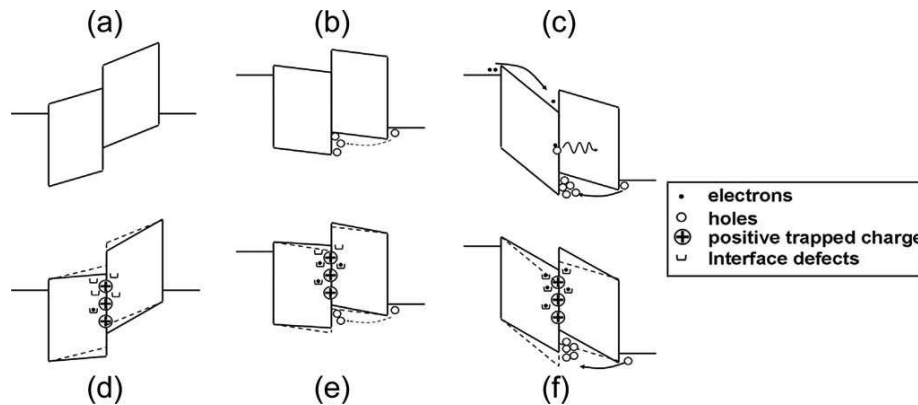 (a) (b) (c)
electrons
holes
positive trapped charge
Interface defects
(d) (e) (f)